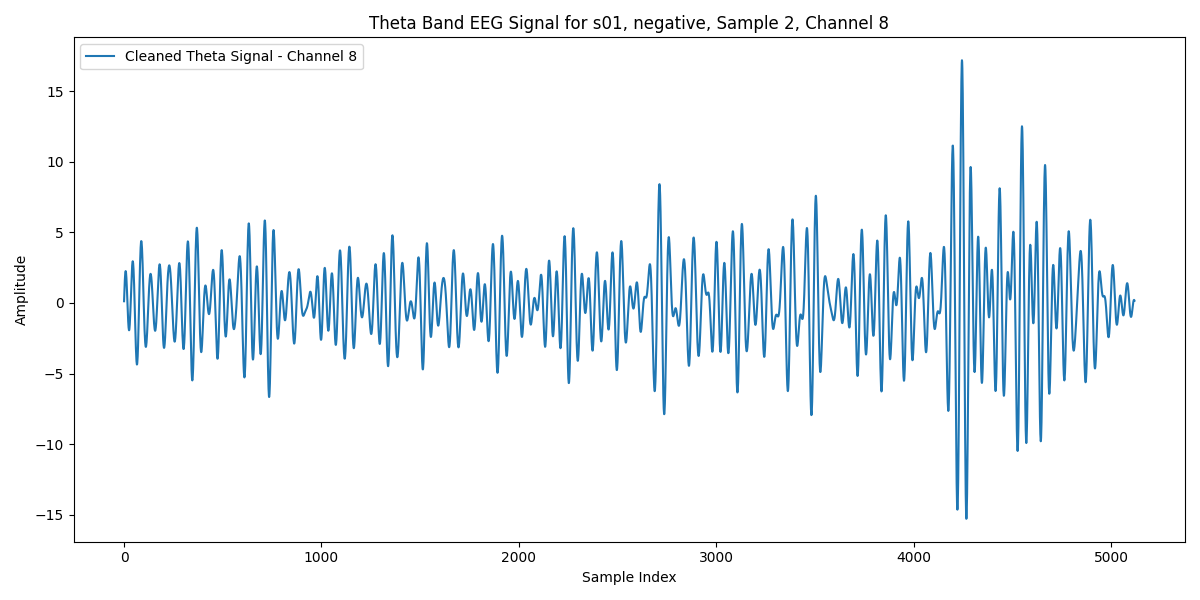 Theta Band EEG Signal for s01, negative, Sample 2, Channel 8
Cleaned Theta Signal - Channel 8
Amplitude
15
10
5
0
−5
−10
−15
0 1000 2000 3000 4000 5000
Sample Index